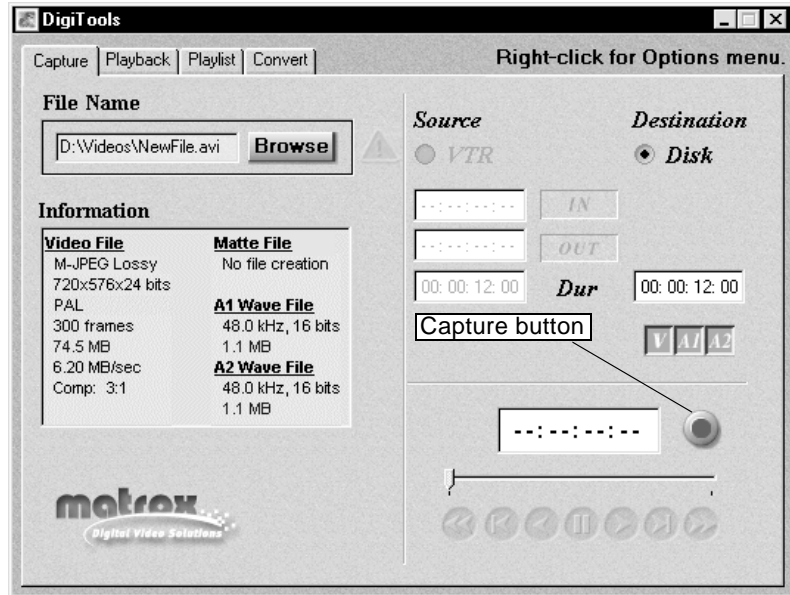 DigiTools
Capture Playback Playlist Convert
Right-click for Options menu.
File Name
D:\Videos\NewFile.avi Browse
Information
Video File
M-JPEG Lossy
720x576x24 bits
PAL
300 frames
74.5 MB
6.20 MB/sec
Comp: 3:1
Matte File
No file creation
A1 Wave File
48.0 kHz, 16 bits
1.1 MB
A2 Wave File
48.0 kHz, 16 bits
1.1 MB
matrox
Digital Video Solutions
Source
VTR
Destination
Disk
--:--:--:-- IN
--:--:--:-- OUT
00: 00: 12: 00 Dur 00: 00: 12: 00
Capture button
V A1 A2
--:--:--:--